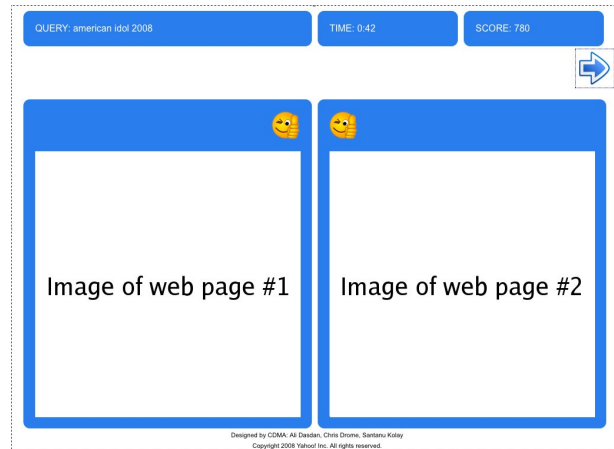 QUERY: american idol 2008
TIME: 0:42
SCORE: 780
Image of web page #1
Image of web page #2
Designed by CDMA: Ali Dasdan, Chris Drome, Santanu Kolay
Copyright 2008 Yahoo! Inc. All rights reserved.